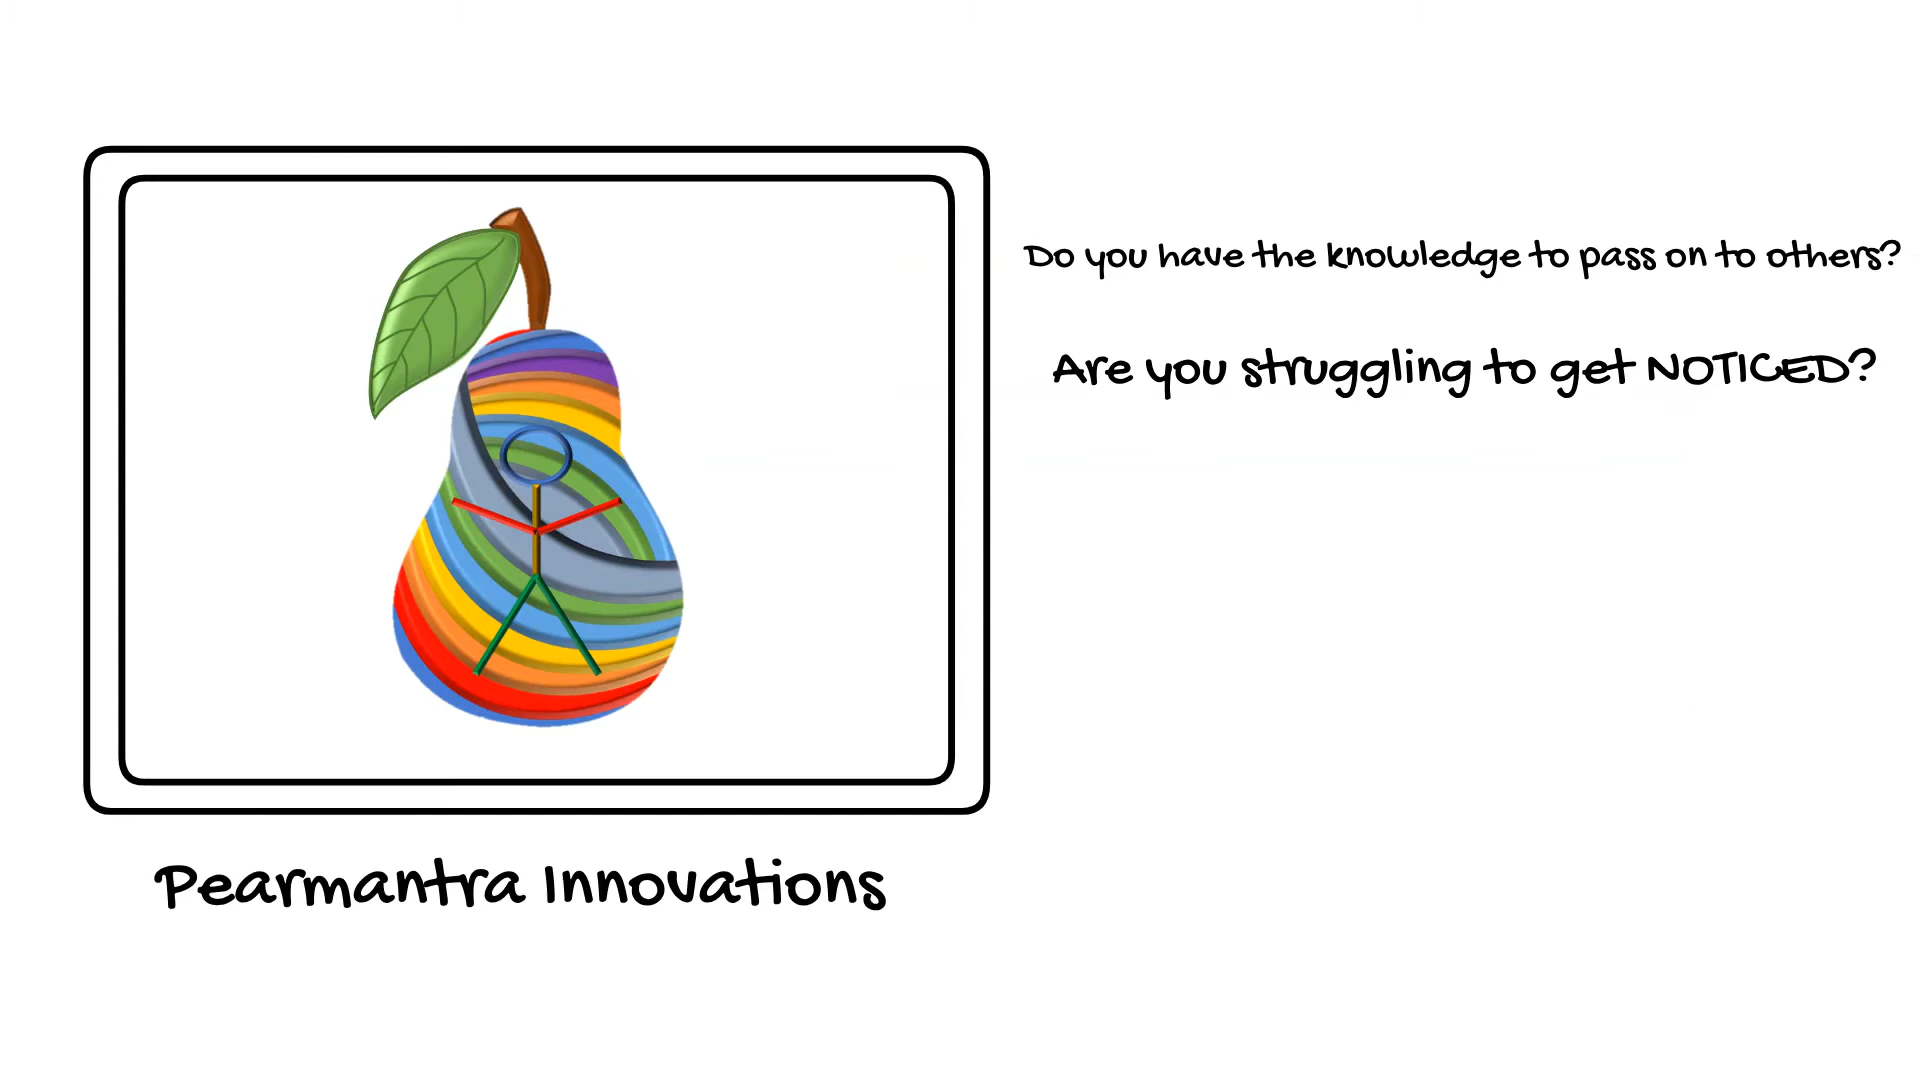 Do you have the knowledge to pass on to others?
Are you struggling to get NOTICED?
Pearmantra Innovations